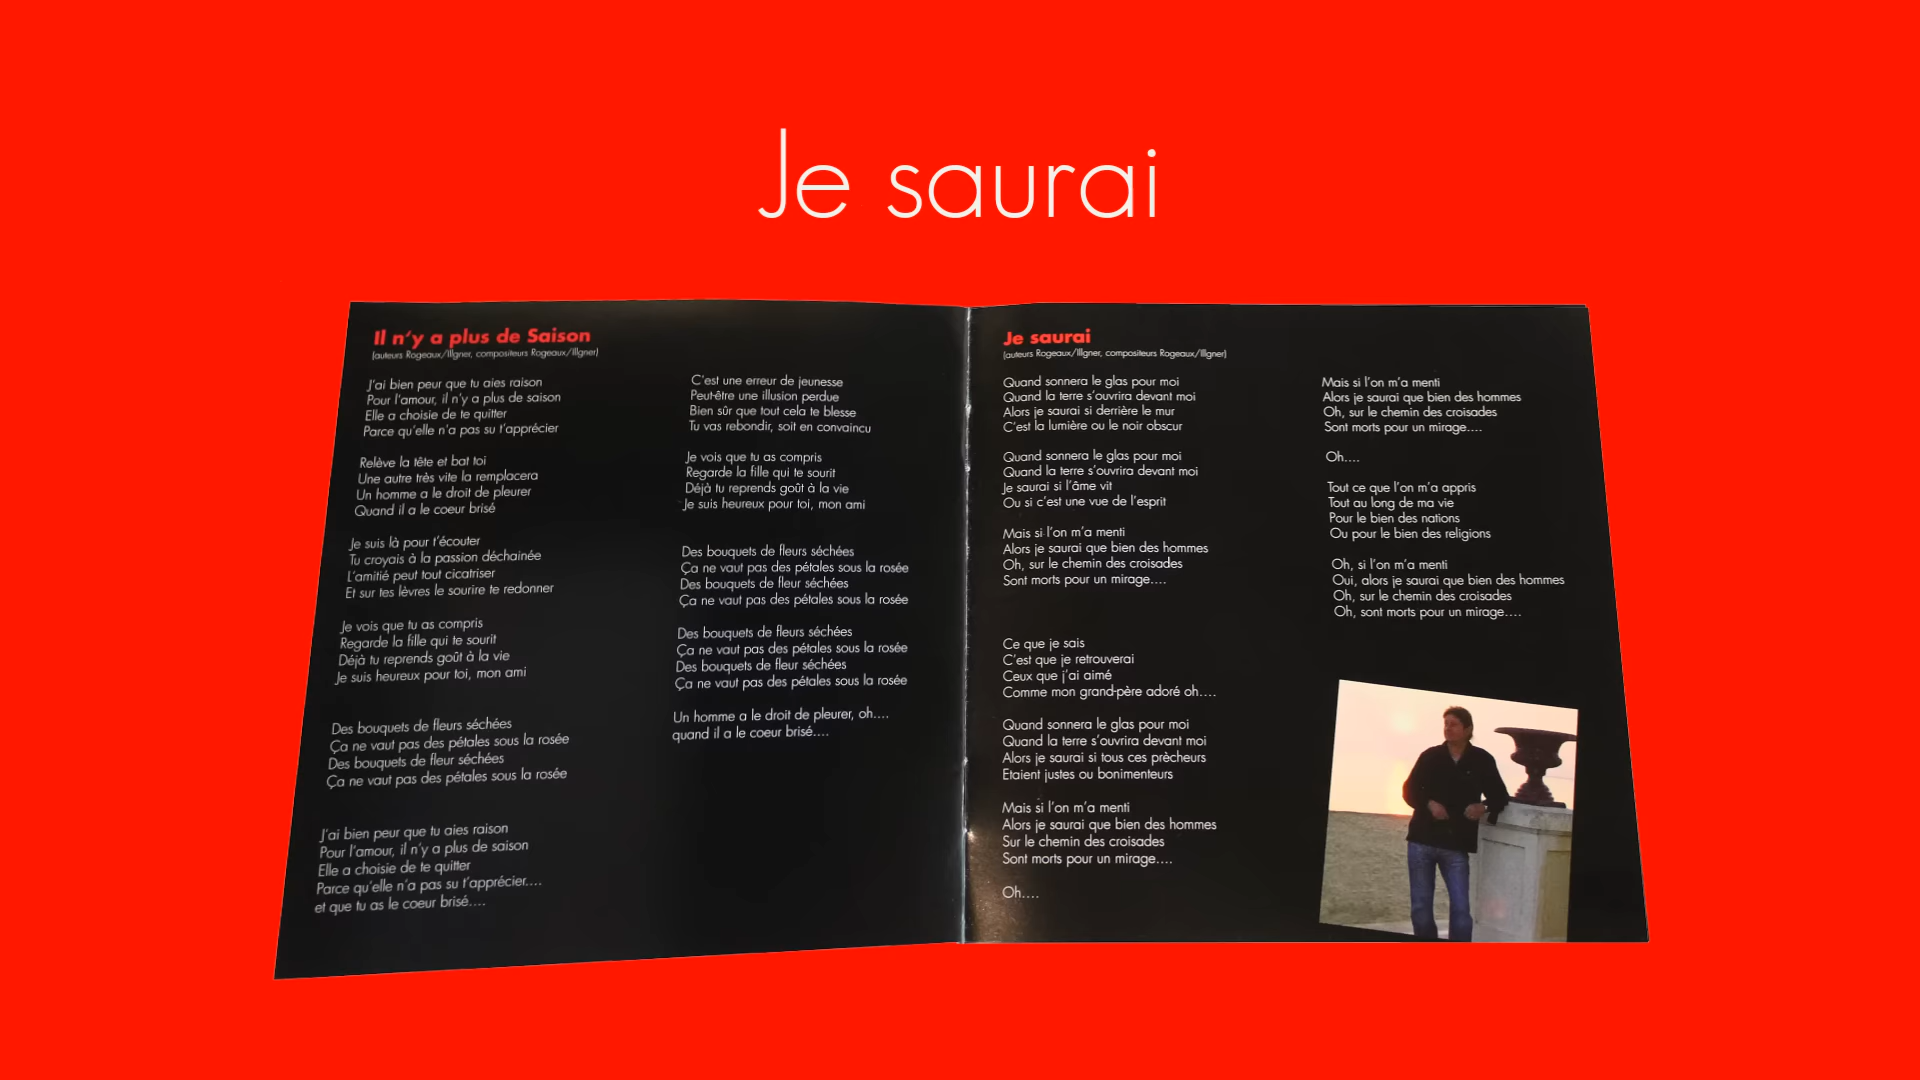 Je saurai
Il n'y a plus de Saison
(auteurs Rogeaux/Illgner, compositeurs Rogeaux/Illgner)
J'ai bien peur que tu aies raison
Pour l'amour, il n'y a plus de saison
Elle a choisie de te quitter
Parce qu'elle n'a pas su t'apprécier
Relève la tête et bat toi
Une autre très vite la remplacera
Un homme a le droit de pleurer
Quand il a le coeur brisé
Je suis là pour t'écouter
Tu croyais à la passion déchainée
L'amitié peut tout cicatriser
Et sur tes lèvres le sourire te redonner
Je vois que tu as compris
Regarde la fille qui te sourit
Déjà tu reprends goût à la vie
Je suis heureux pour toi, mon ami
Des bouquets de fleurs séchées
Ça ne vaut pas des pétales sous la rosée
Des bouquets de fleur séchées
Ça ne vaut pas des pétales sous la rosée
J'ai bien peur que tu aies raison
Pour l'amour, il n'y a plus de saison
Elle a choisie de te quitter
Parce qu'elle n'a pas su t'apprécier....
et que tu as le coeur brisé....
C'est une erreur de jeunesse
Peut-être une illusion perdue
Bien sûr que tout cela te blesse
Tu vas rebondir, soit en convaincu
Je vois que tu as compris
Regarde la fille qui te sourit
Déjà tu reprends goût à la vie
Je suis heureux pour toi, mon ami
Des bouquets de fleurs séchées
Ça ne vaut pas des pétales sous la rosée
Des bouquets de fleur séchées
Ça ne vaut pas des pétales sous la rosée
Des bouquets de fleurs séchées
Ça ne vaut pas des pétales sous la rosée
Des bouquets de fleur séchées
Ça ne vaut pas des pétales sous la rosée
Un homme a le droit de pleurer, oh....
quand il a le coeur brisé....
Je saurai
(auteurs Rogeaux/Illgner, compositeurs Rogeaux/Illgner)
Quand sonnera le glas pour moi
Quand la terre s'ouvrira devant moi
Alors je saurai si derrière le mur
C'est la lumière ou le noir obscur
Quand sonnera le glas pour moi
Quand la terre s'ouvrira devant moi
Je saurai si l'âme vit
Ou si c'est une vue de l'esprit
Mais si l'on m'a menti
Alors je saurai que bien des hommes
Oh, sur le chemin des croisades
Sont morts pour un mirage....
Ce que je sais
C'est que je retrouverai
Ceux que j'ai aimé
Comme mon grand-père adoré oh....
Quand sonnera le glas pour moi
Quand la terre s'ouvrira devant moi
Alors je saurai si tous ces prècheurs
Etaient justes ou bonimenteurs
Mais si l'on m'a menti
Alors je saurai que bien des hommes
Sur le chemin des croisades
Sont morts pour un mirage....
Oh....
Mais si l'on m'a menti
Alors je saurai que bien des hommes
Oh, sur le chemin des croisades
Sont morts pour un mirage....
Oh....
Tout ce que l'on m'a appris
Tout au long de ma vie
Pour le bien des nations
Ou pour le bien des religions
Oh, si l'on m'a menti
Oui, alors je saurai que bien des hommes
Oh, sur le chemin des croisades
Oh, sont morts pour un mirage....